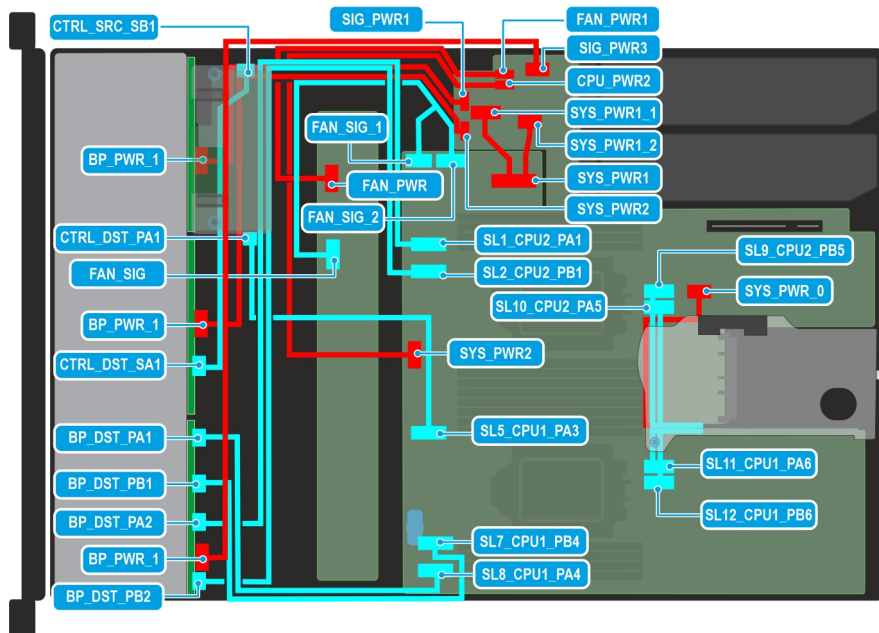 SIG_PWR1
FAN_PWR1
CTRL_SRC_SB1
SIG_PWR3
CPU_PWR2
SYS_PWR1_1
FAN_SIG_1
SYS_PWR1_2
BP_PWR_1
FAN_PWR
SYS_PWR1
FAN_SIG_2
SYS_PWR2
CTRL_DST_PA1
SL1_CPU2_PA1
SL9_CPU2_PB5
FAN_SIG
SL2_CPU2_PB1
SYS_PWR_0
SL10_CPU2_PA5
BP_PWR_1
SYS_PWR2
CTRL_DST_SA1
SL5_CPU1_PA3
BP_DST_PA1
SL11_CPU1_PA6
BP_DST_PB1
SL12_CPU1_PB6
BP_DST_PA2
SL7_CPU1_PB4
BP_PWR_1
SL8_CPU1_PA4
BP_DST_PB2